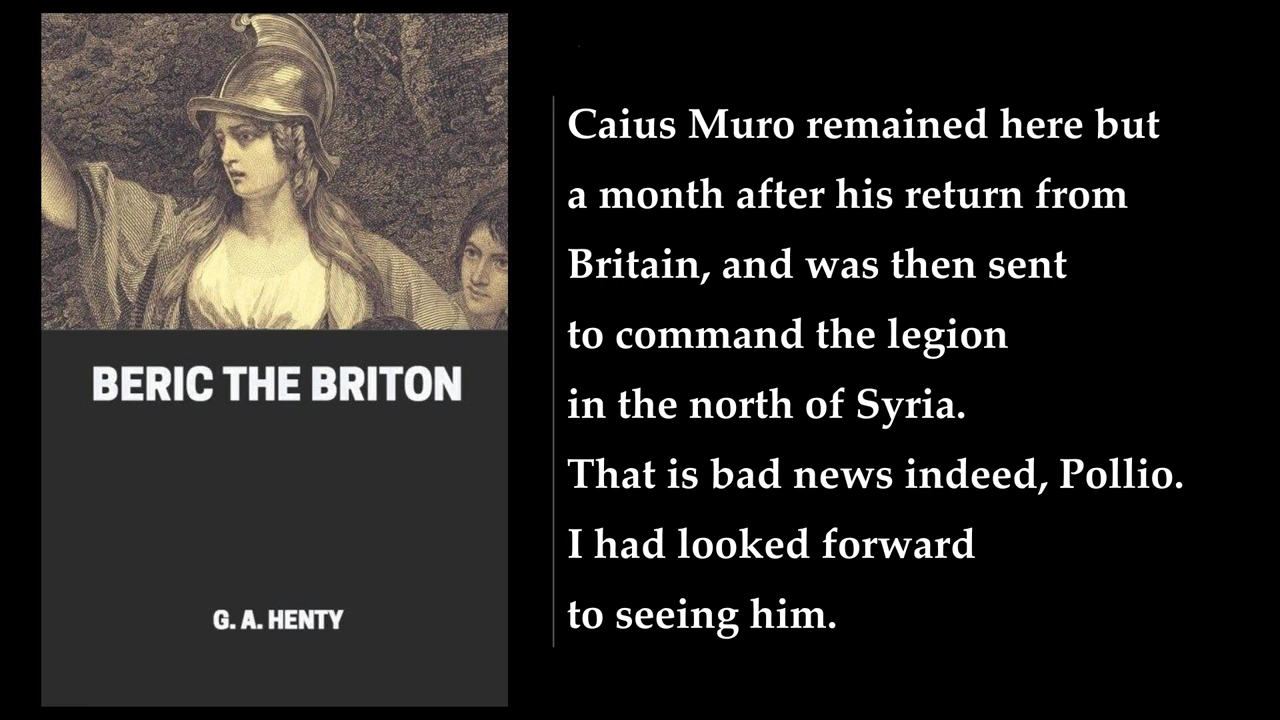 BERIC THE BRITON
G. A. HENTY
Caius Muro remained here but
a month after his return from
Britain, and was then sent
to command the legion
in the north of Syria.
That is bad news indeed, Pollio.
I had looked forward
to seeing him.